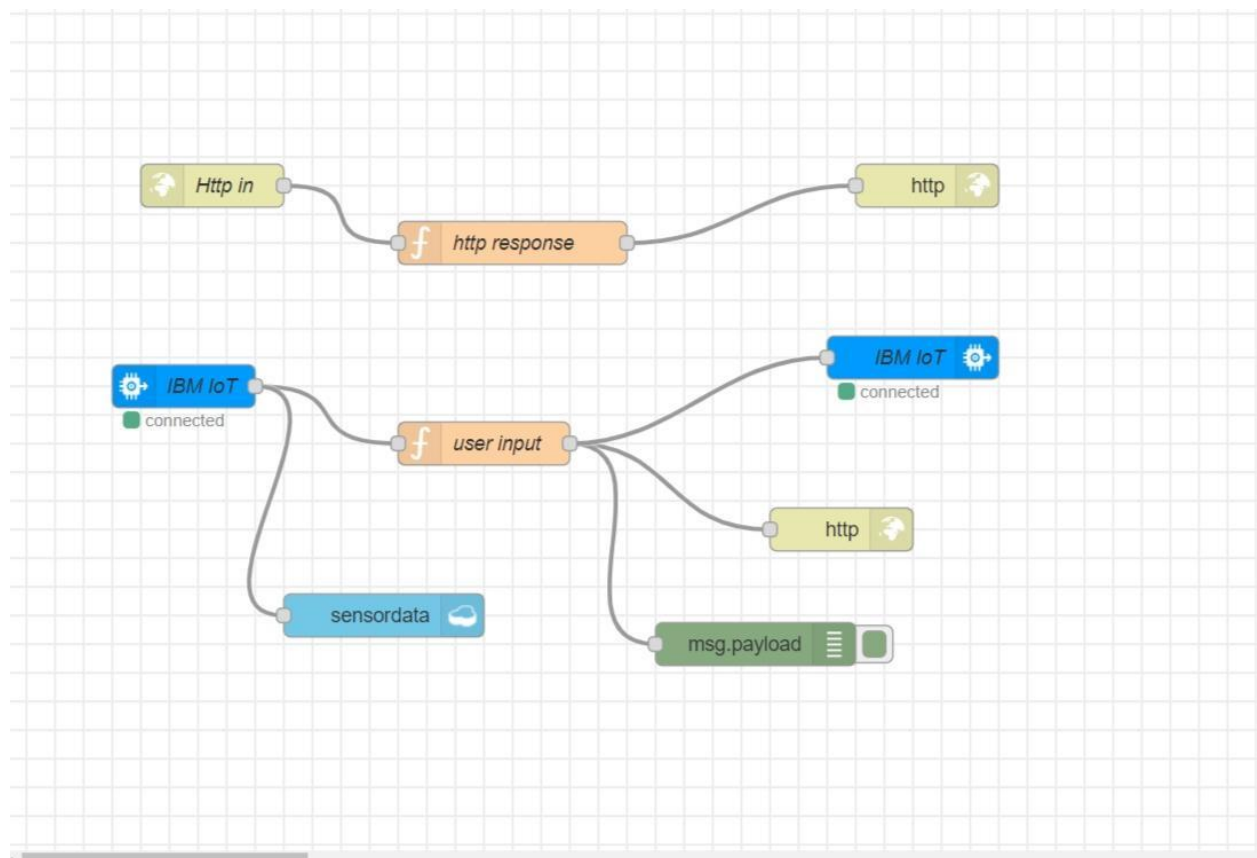 Http in
http
http response
IBM IoT
connected
IBM IoT
connected
user input
http
sensordata
msg.payload